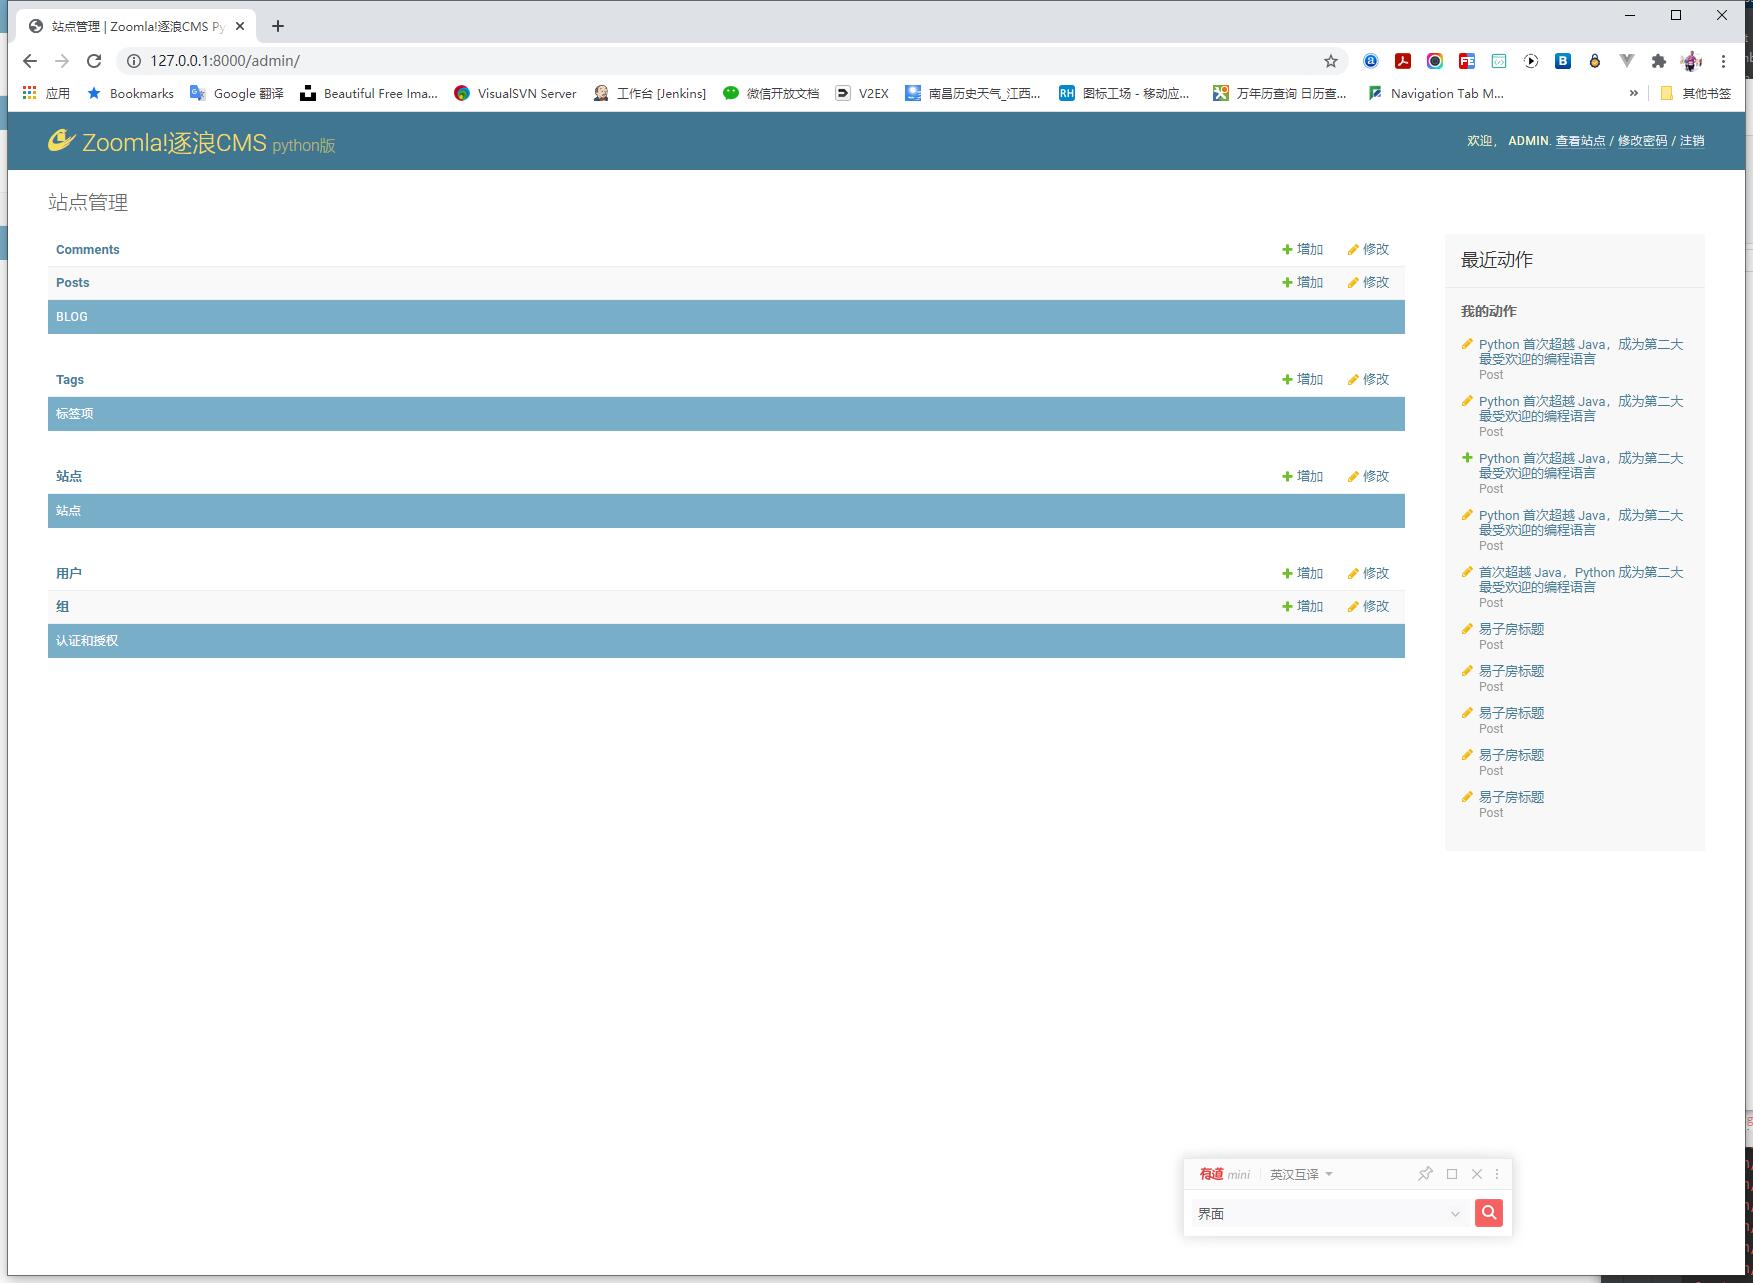 站点管理 | Zoomla!逐浪CMS Py
127.0.0.1:8000/admin/
应用
Bookmarks
Google 翻译
Beautiful Free Ima...
VisualSVN Server
工作台 [Jenkins]
微信开放文档
V2EX
南昌历史天气_江西...
RH 图标工场 - 移动应...
万年历查询 日历查...
Navigation Tab M...
»
其他书签
Zoomla!逐浪CMS python版
欢迎， ADMIN. 查看站点 / 修改密码 / 注销
站点管理
Comments 增加 修改
Posts 增加 修改
BLOG
Tags 增加 修改
标签项
站点 增加 修改
站点
用户 增加 修改
组 增加 修改
认证和授权
最近动作
我的动作
Python 首次超越 Java，成为第二大
最受欢迎的编程语言
Post
Python 首次超越 Java，成为第二大
最受欢迎的编程语言
Post
Python 首次超越 Java，成为第二大
最受欢迎的编程语言
Post
Python 首次超越 Java，成为第二大
最受欢迎的编程语言
Post
首次超越 Java，Python 成为第二大
最受欢迎的编程语言
Post
易子房标题
Post
易子房标题
Post
易子房标题
Post
易子房标题
Post
易子房标题
Post
有道 mini 英汉互译
界面